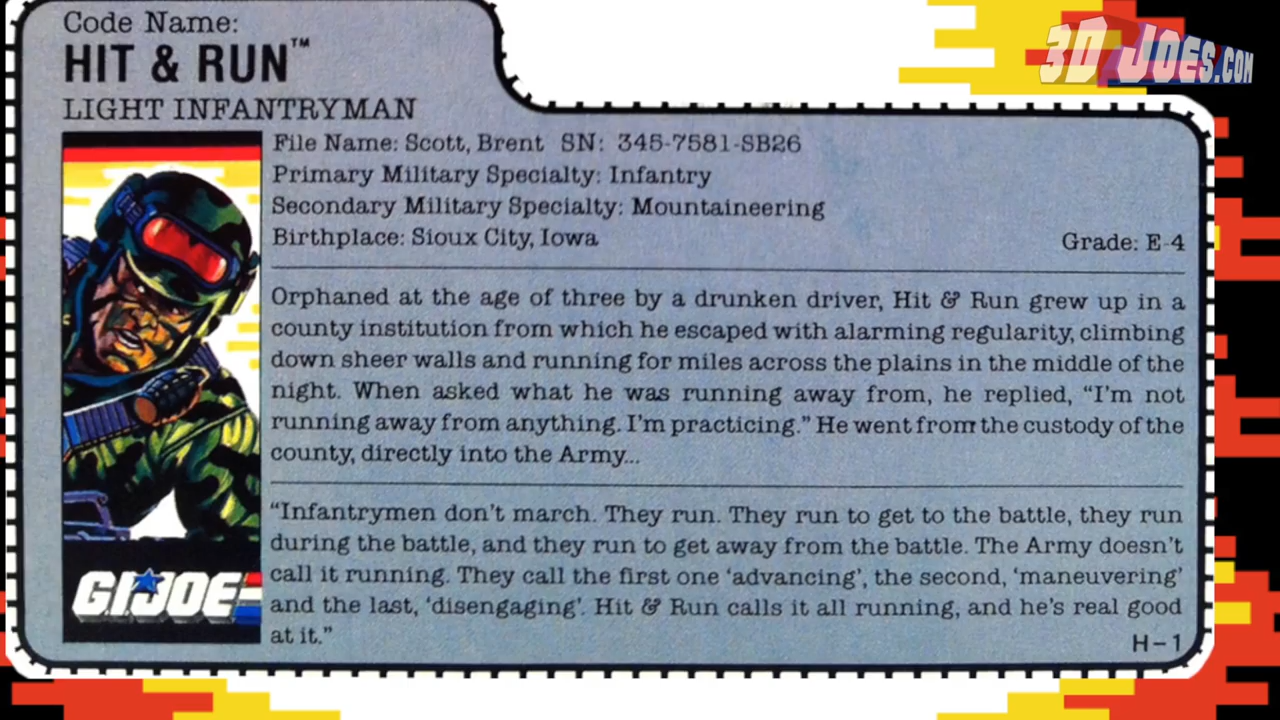 Code Name:
HIT & RUN™
LIGHT INFANTRYMAN
3D JOES.COM
File Name: Scott, Brent SN: 345-7581-SB26
Primary Military Specialty: Infantry
Secondary Military Specialty: Mountaineering
Birthplace: Sioux City, Iowa
Grade: E-4
Orphaned at the age of three by a drunken driver, Hit & Run grew up in a
county institution from which he escaped with alarming regularity, climbing
down sheer walls and running for miles across the plains in the middle of the
night. When asked what he was running away from, he replied, “I’m not
running away from anything. I’m practicing.” He went from the custody of the
county, directly into the Army...
“Infantrymen don’t march. They run. They run to get to the battle, they run
during the battle, and they run to get away from the battle. The Army doesn’t
call it running. They call the first one ‘advancing’, the second, ‘maneuvering’
and the last, ‘disengaging’. Hit & Run calls it all running, and he’s real good
at it.”
GI JOE
H-1